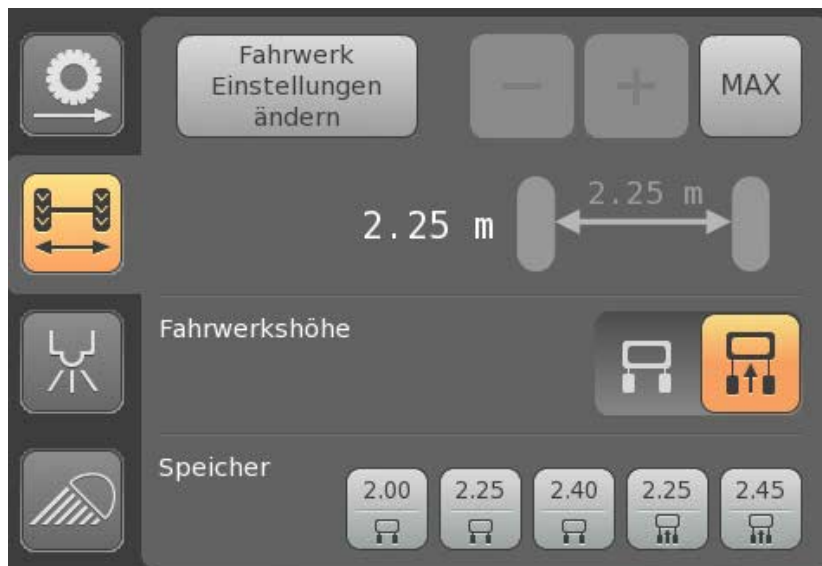 Fahrwerk
Einstellungen
ändern
−
+
MAX
2.25 m
2.25 m
Fahrwerkshöhe
Speicher
2.00
2.25
2.40
2.25
2.45